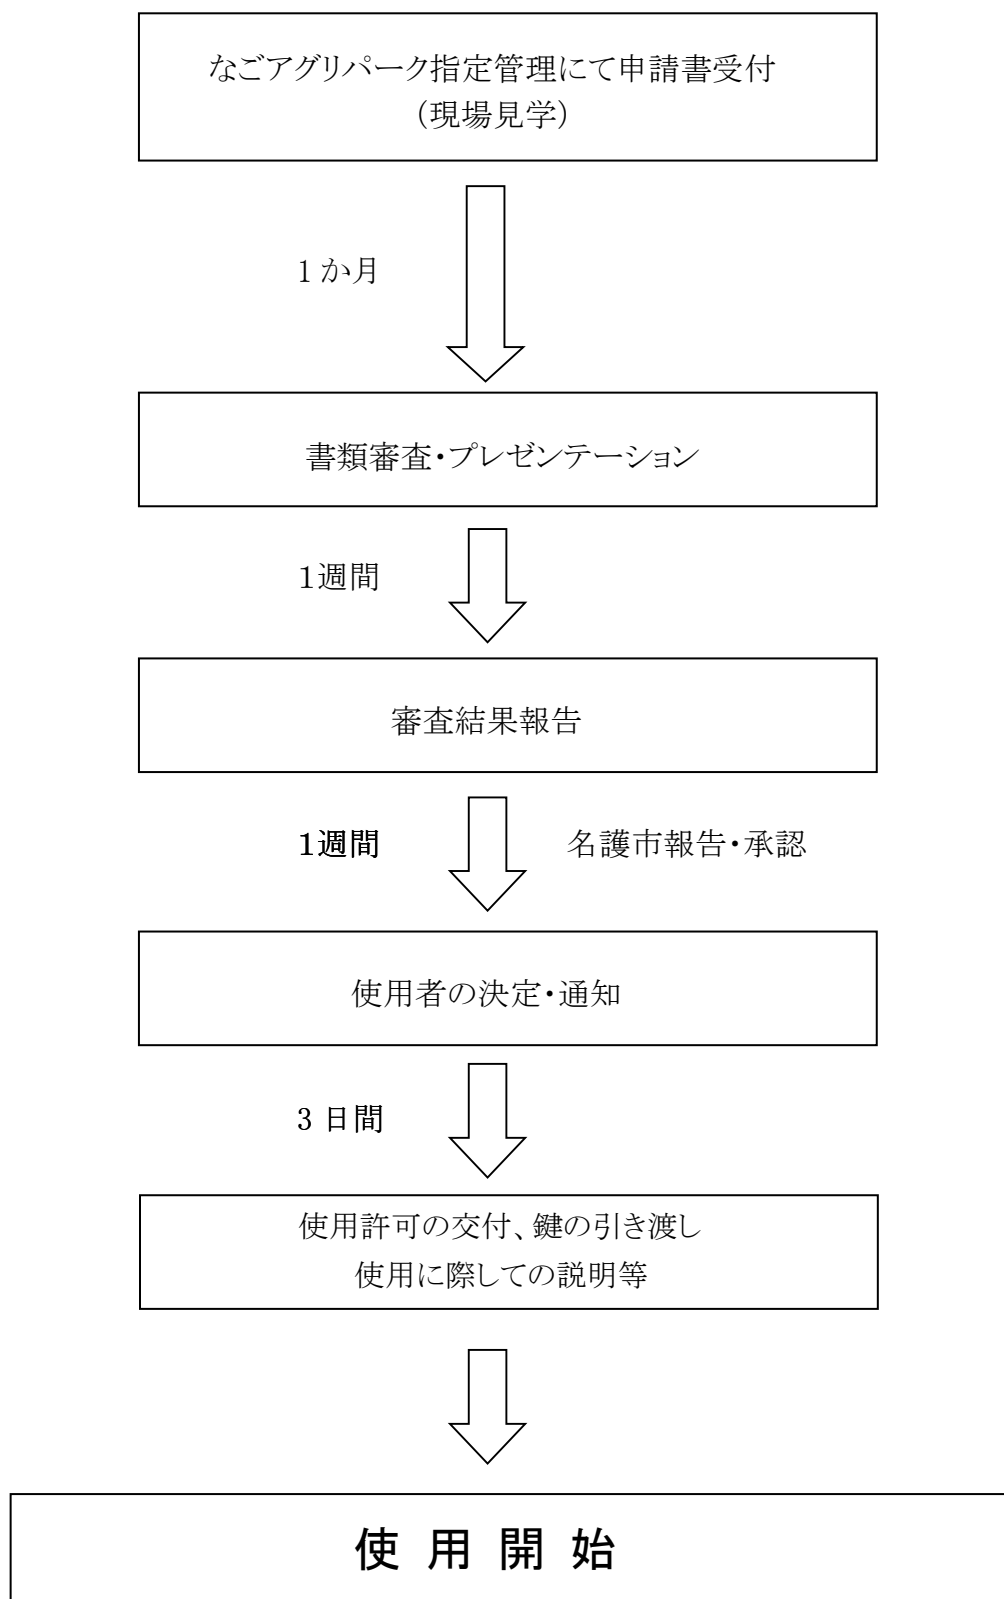 なごアグリパーク指定管理にて申請書受付
（現場見学）
1 か月
書類審査・プレゼンテーション
1週間
審査結果報告
1週間
名護市報告・承認
使用者の決定・通知
3 日間
使用許可の交付、鍵の引き渡し
使用に際しての説明等
使 用 開 始